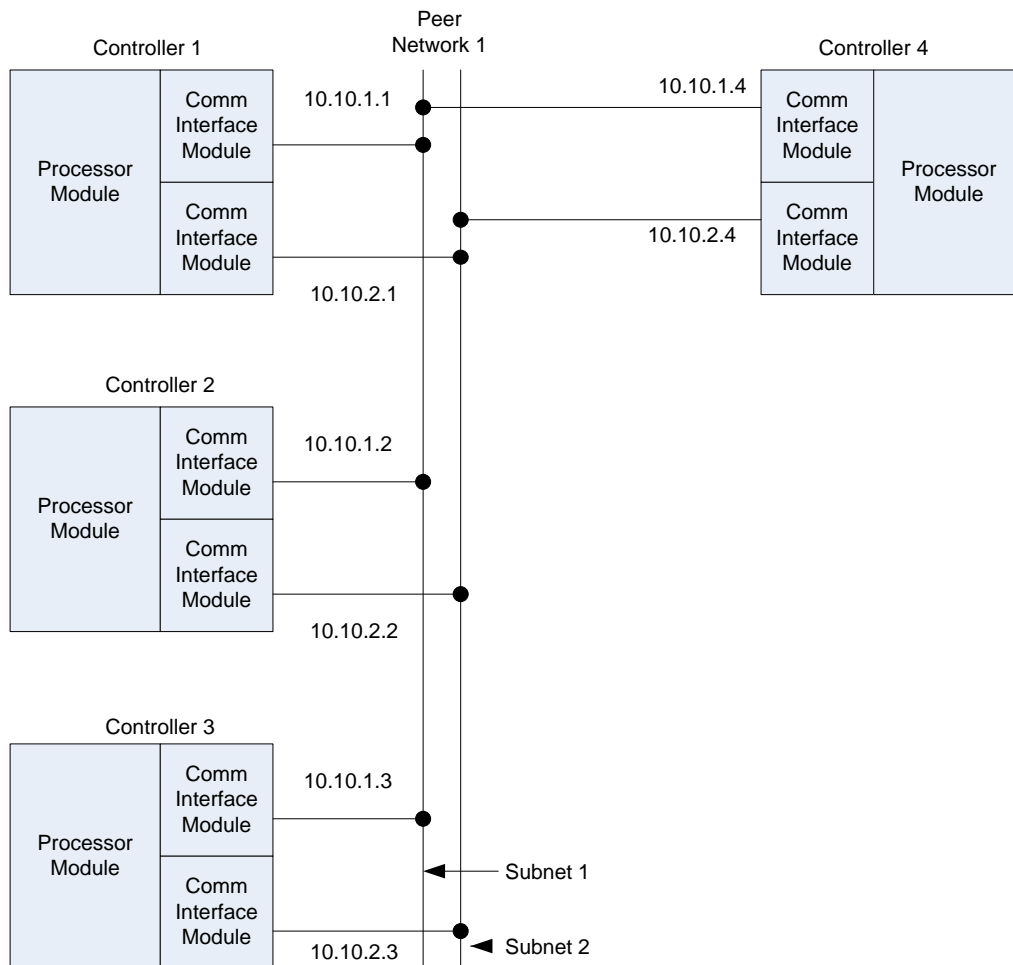 Peer
Network 1
Controller 1
Controller 4
Processor
Module
Comm
Interface
Module
Comm
Interface
Module
10.10.1.1
10.10.2.1
10.10.1.4
10.10.2.4
Comm
Interface
Module
Comm
Interface
Module
Processor
Module
Controller 2
Processor
Module
Comm
Interface
Module
Comm
Interface
Module
10.10.1.2
10.10.2.2
Controller 3
Processor
Module
Comm
Interface
Module
Comm
Interface
Module
10.10.1.3
10.10.2.3
Subnet 1
Subnet 2